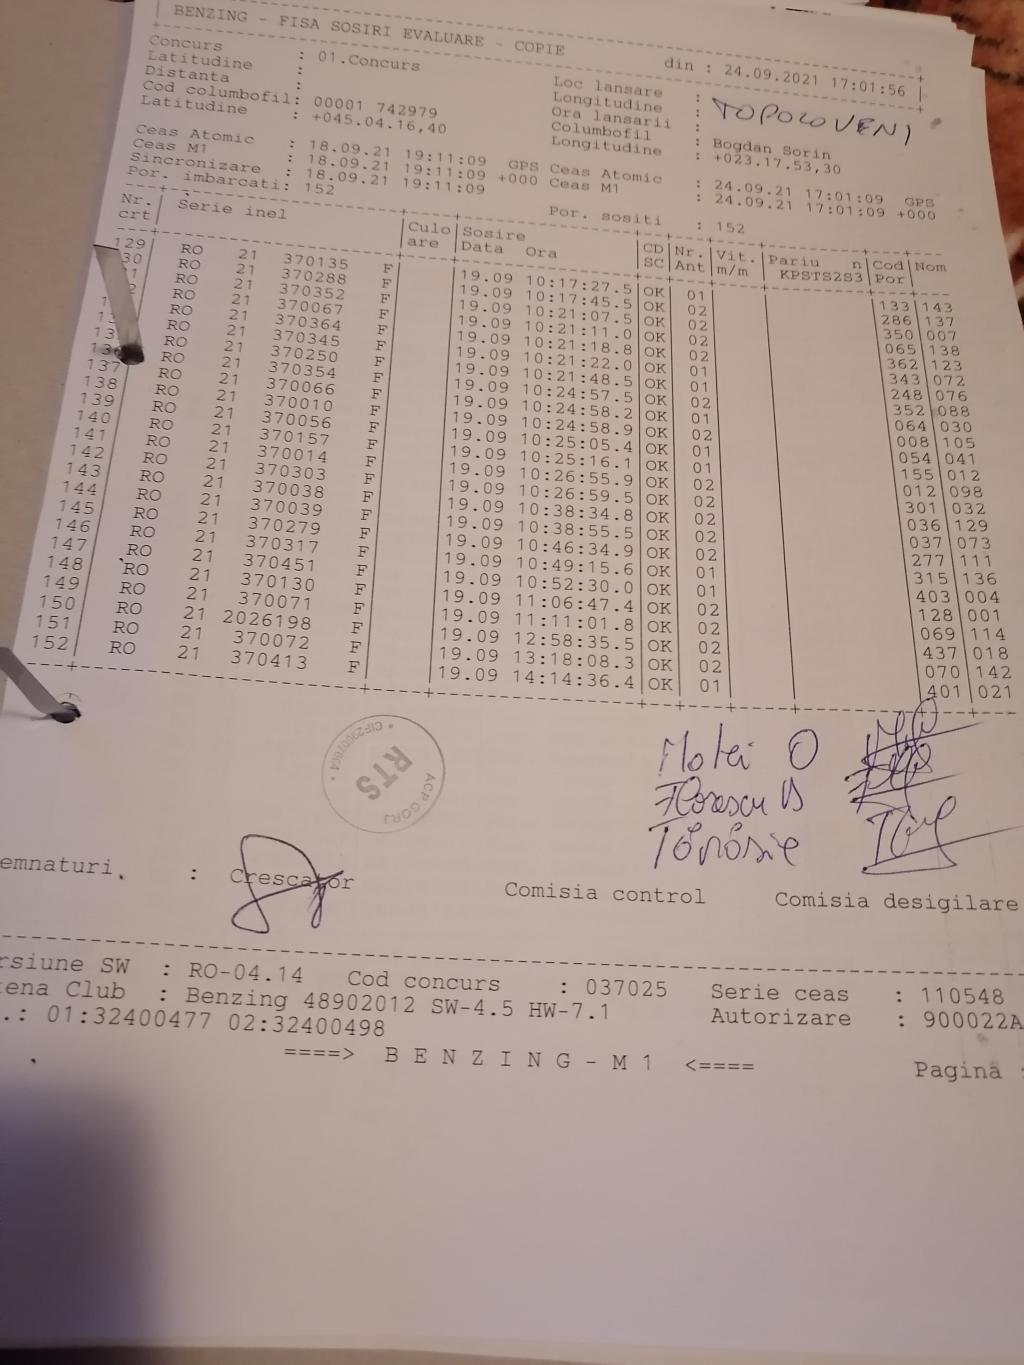 BENZING - FISA SOSIRI EVALUARE - COPIE din : 24.09.2021 17:01:56
Concurs : 01.Concurs Loc lansare : TOPOLOVENI
Latitudine : Longitudine :
Distanta : Ora lansarii :
Cod columbofil: 00001 742979 Columbofil : Bogdan Sorin
Latitudine : +045.04.16,40 Longitudine : +023.17.53,30
Ceas Atomic : 18.09.21 19:11:09 GPS Ceas Atomic : 24.09.21 17:01:09 GPS
Ceas M1 : 18.09.21 19:11:09 +000 Ceas M1 : 24.09.21 17:01:09 +000
Sincronizare : 18.09.21 19:11:09
Por. imbarcati: 152 Por. sositi : 152
Nr. Serie inel Culo Sosire CD Nr. Vit. Pariu n Cod Nom
crt are Data Ora SC Ant m/m KPSTS2S3 Por
129 RO 21 370135 F 19.09 10:17:27.5 OK 01 133 143
30 RO 21 370288 F 19.09 10:17:45.5 OK 02 286 137
RO 21 370352 F 19.09 10:21:07.5 OK 02 350 007
RO 21 370067 F 19.09 10:21:11.0 OK 02 065 138
RO 21 370364 F 19.09 10:21:18.8 OK 02 362 123
RO 21 370345 F 19.09 10:21:22.0 OK 01 343 072
RO 21 370250 F 19.09 10:21:48.5 OK 01 248 076
136 RO 21 370354 F 19.09 10:24:57.5 OK 02 352 088
137 RO 21 370066 F 19.09 10:24:58.2 OK 01 064 030
138 RO 21 370010 F 19.09 10:24:58.9 OK 02 008 105
139 RO 21 370056 F 19.09 10:25:05.4 OK 01 054 041
140 RO 21 370157 F 19.09 10:25:16.1 OK 01 155 012
141 RO 21 370014 F 19.09 10:26:55.9 OK 02 012 098
142 RO 21 370303 F 19.09 10:26:59.5 OK 02 301 032
143 RO 21 370038 F 19.09 10:38:34.8 OK 02 036 129
144 RO 21 370039 F 19.09 10:38:55.5 OK 02 037 073
145 RO 21 370279 F 19.09 10:46:34.9 OK 02 277 111
146 RO 21 370317 F 19.09 10:49:15.6 OK 01 315 136
147 RO 21 370451 F 19.09 10:52:30.0 OK 01 403 004
148 RO 21 370130 F 19.09 11:06:47.4 OK 02 128 001
149 RO 21 370071 F 19.09 11:11:01.8 OK 02 069 114
150 RO 21 2026198 F 19.09 12:58:35.5 OK 02 437 018
151 RO 21 370072 F 19.09 13:18:08.3 OK 02 070 142
152 RO 21 370413 F 19.09 14:14:36.4 OK 01 401 021
RTS
ACP GORJ
Motei O
emnaturi. : Crescator
Comisia control Comisia desigilare
rsiune SW : RO-04.14 Cod concurs : 037025 Serie ceas : 110548
tena Club : Benzing 48902012 SW-4.5 HW-7.1 Autorizare : 900022A
.: 01:32400477 02:32400498
====> B E N Z I N G - M 1 <====
Pagina